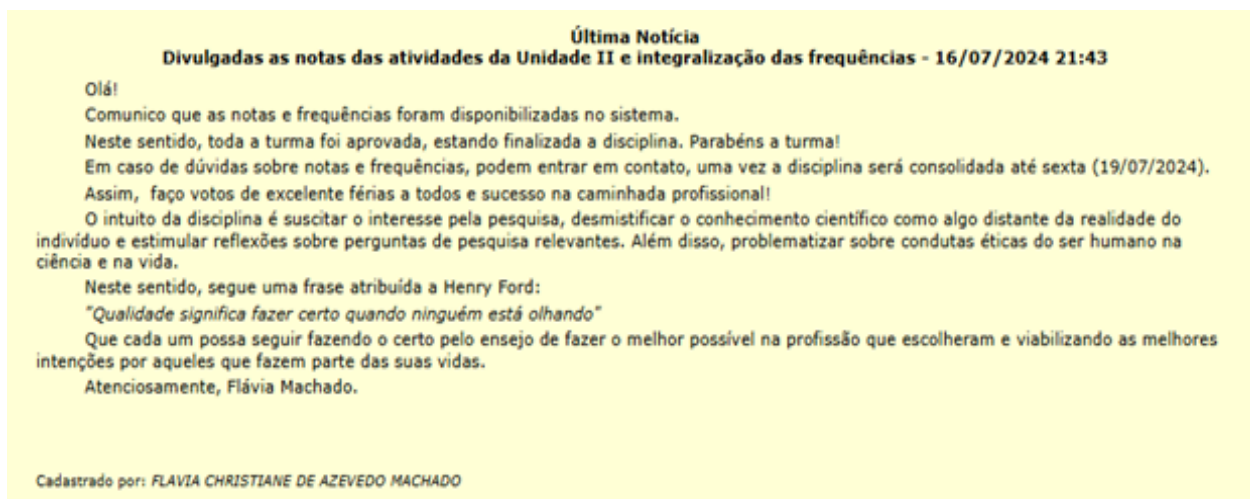 Última Notícia
Divulgadas as notas das atividades da Unidade II e integralização das frequências - 16/07/2024 21:43
Olá!
Comunico que as notas e frequências foram disponibilizadas no sistema.
Neste sentido, toda a turma foi aprovada, estando finalizada a disciplina. Parabéns a turma!
Em caso de dúvidas sobre notas e frequências, podem entrar em contato, uma vez a disciplina será consolidada até sexta (19/07/2024).
Assim, faço votos de excelente férias a todos e sucesso na caminhada profissional!
O intuito da disciplina é suscitar o interesse pela pesquisa, desmistificar o conhecimento científico como algo distante da realidade do
indivíduo e estimular reflexões sobre perguntas de pesquisa relevantes. Além disso, problematizar sobre condutas éticas do ser humano na
ciência e na vida.
Neste sentido, segue uma frase atribuída a Henry Ford:
"Qualidade significa fazer certo quando ninguém está olhando"
Que cada um possa seguir fazendo o certo pelo ensejo de fazer o melhor possível na profissão que escolheram e viabilizando as melhores
intenções por aqueles que fazem parte das suas vidas.
Atenciosamente, Flávia Machado.
Cadastrado por: FLAVIA CHRISTIANE DE AZEVEDO MACHADO